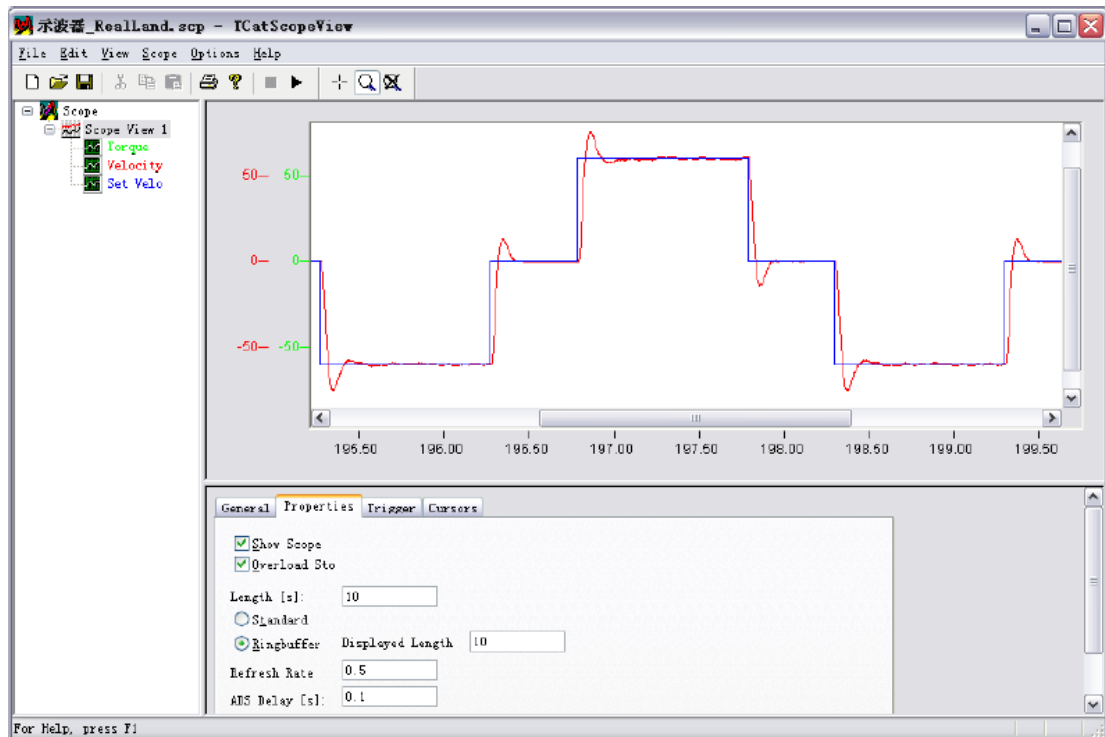 示波器_RealLand.scp - TCatScopeView
File Edit View Scope Options Help
Scope
Scope View 1
Torque
Velocity
Set Velo
50 50
0 0
-50 -50
195.50 196.00 196.50 197.00 197.50 198.00 198.50 199.00 199.50
General Properties Trigger Cursors
Show Scope
Overload Sto
Length [s]: 10
Standard
Ringbuffer Displayed Length 10
Refresh Rate 0.5
ADS Delay [s]: 0.1
For Help, press F1